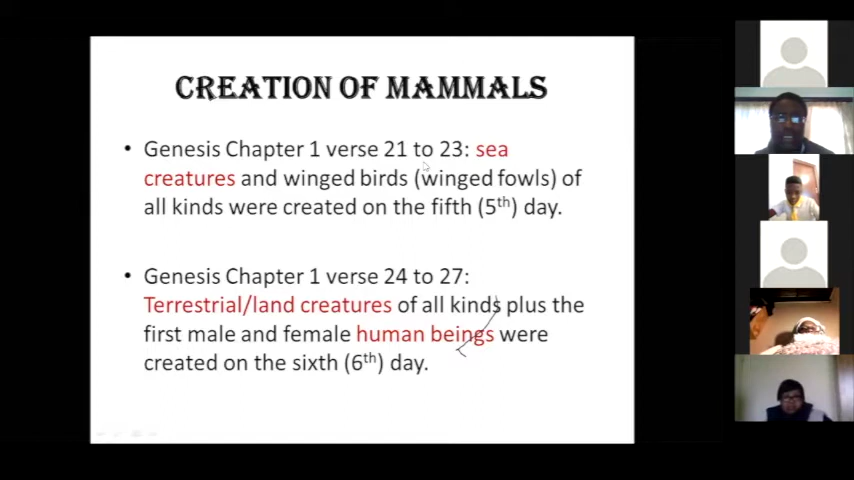 CREATION OF MAMMALS
• Genesis Chapter 1 verse 21 to 23: sea
creatures and winged birds (winged fowls) of
all kinds were created on the fifth (5th) day.
• Genesis Chapter 1 verse 24 to 27:
Terrestrial/land creatures of all kinds plus the
first male and female human beings were
created on the sixth (6th) day.